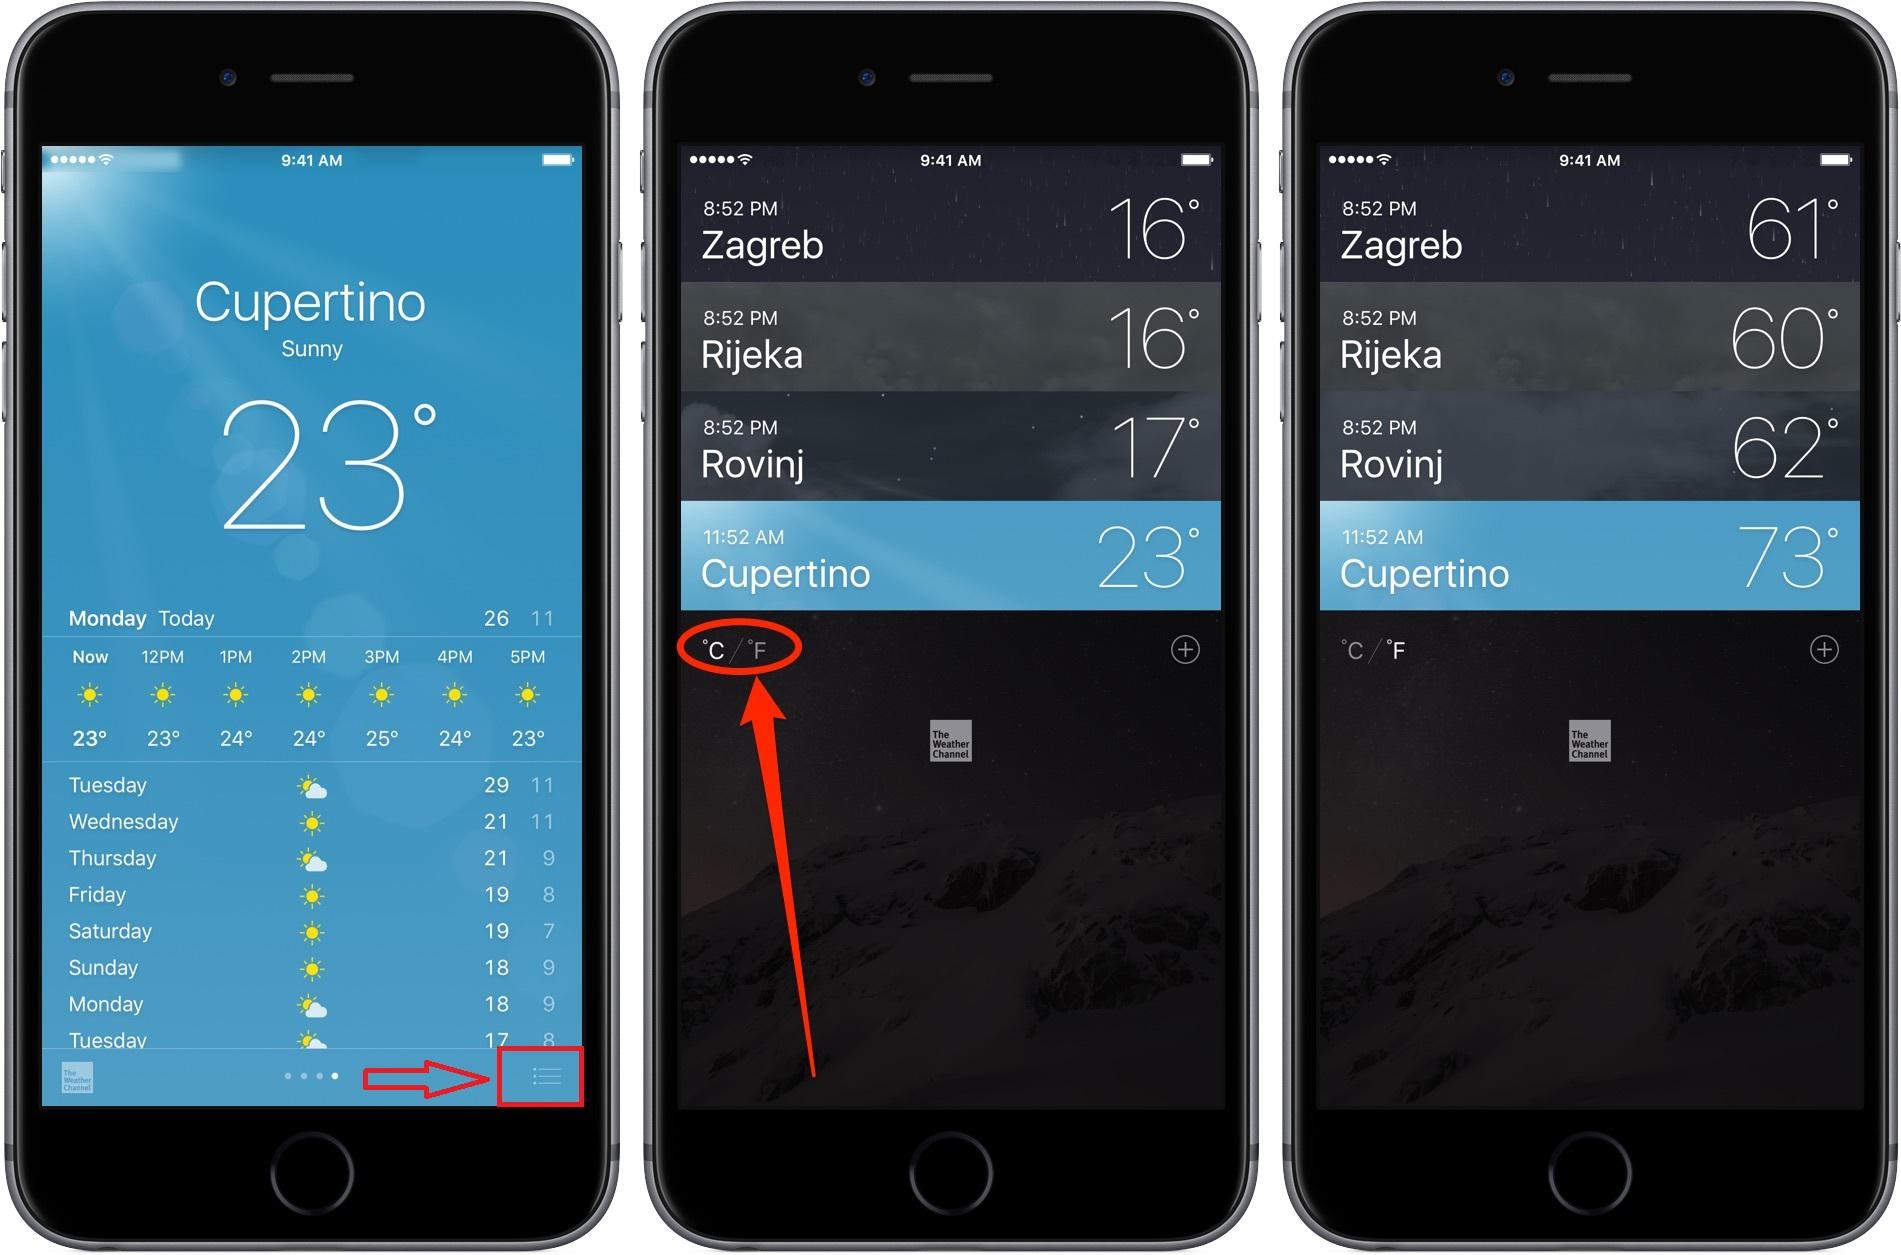 9:41 AM
Cupertino
Sunny
23°
Monday Today 26 11
Now 12PM 1PM 2PM 3PM 4PM 5PM
23° 23° 24° 24° 25° 24° 23°
Tuesday 29 11
Wednesday 21 11
Thursday 21 9
Friday 19 8
Saturday 19 7
Sunday 18 9
Monday 18 9
Tuesday 17 8
The
Weather
Channel
9:41 AM
8:52 PM
Zagreb 16°
8:52 PM
Rijeka 16°
8:52 PM
Rovinj 17°
11:52 AM
Cupertino 23°
°C / °F
The
Weather
Channel
9:41 AM
8:52 PM
Zagreb 61°
8:52 PM
Rijeka 60°
8:52 PM
Rovinj 62°
11:52 AM
Cupertino 73°
°C / °F
The
Weather
Channel